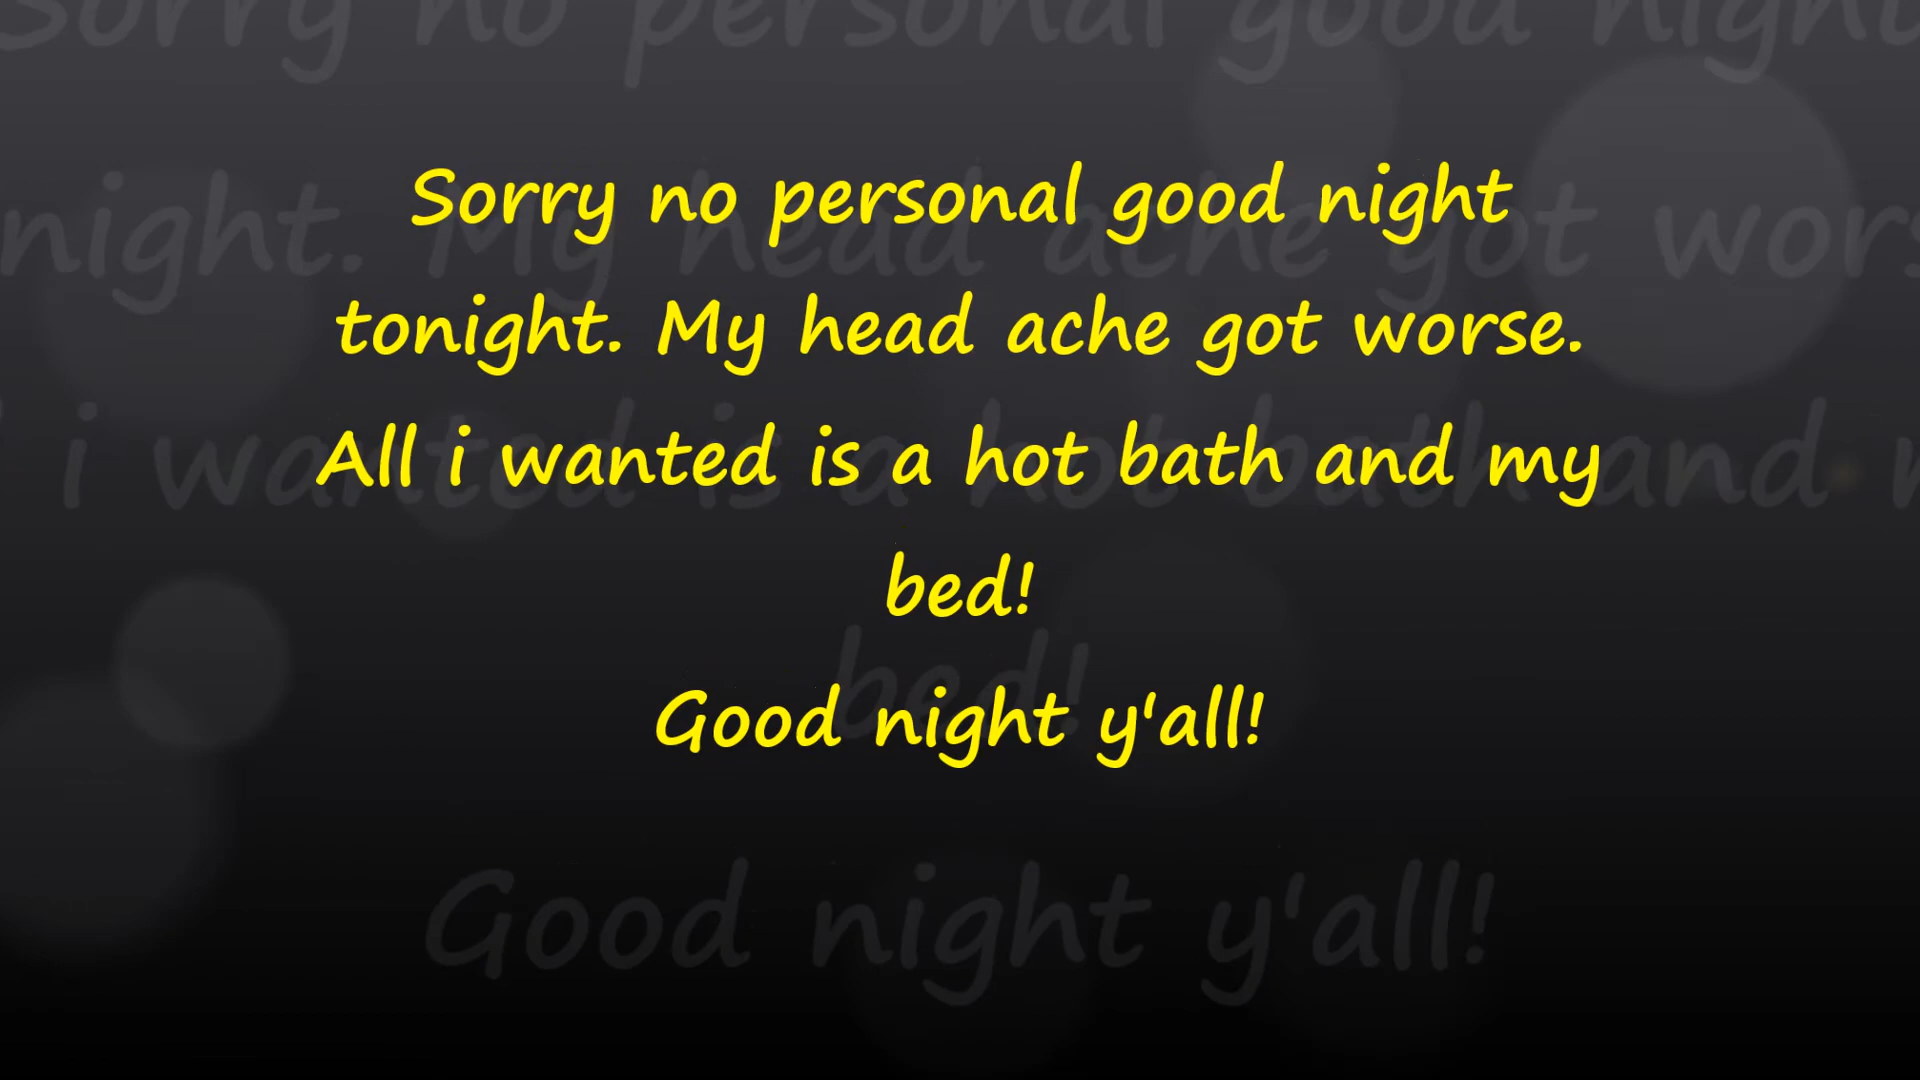 Sorry no personal good night
tonight. My head ache got worse.
All i wanted is a hot bath and my
bed!
Good night y'all!